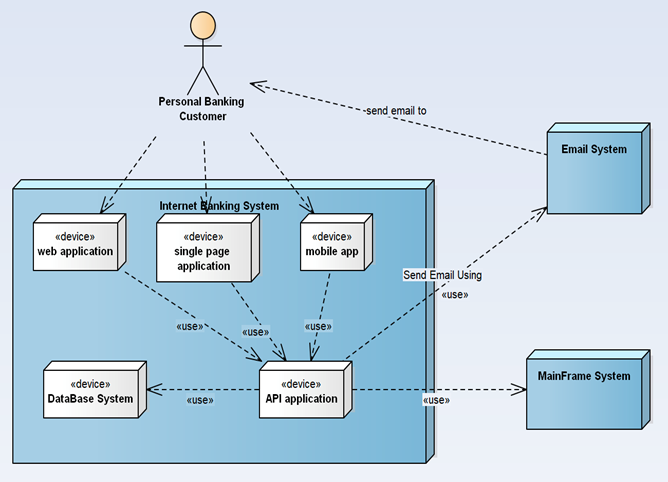 Personal Banking
Customer
send email to
Email System
Internet Banking System
«device»
web application
«device»
single page
application
«device»
mobile app
Send Email Using
«use»
«use»
«use»
«use»
«device»
DataBase System
«use»
«device»
API application
«use»
MainFrame System